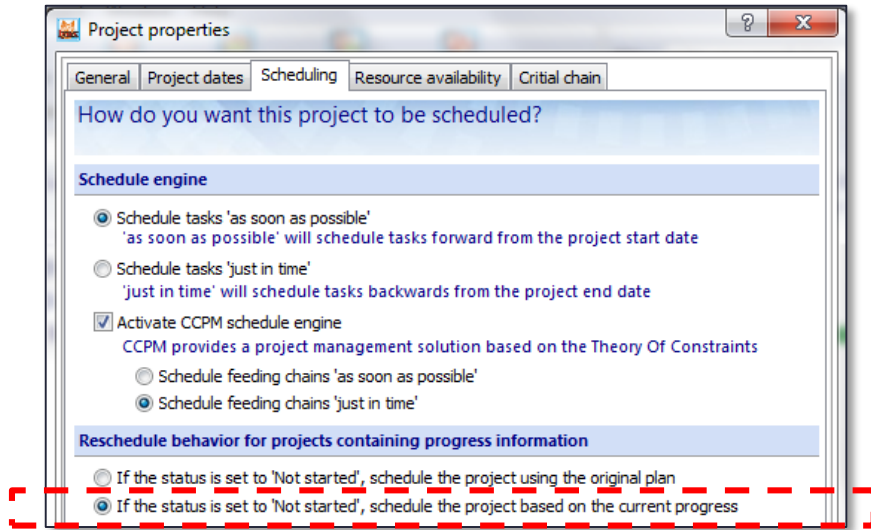 Project properties
General Project dates Scheduling Resource availability Critial chain
How do you want this project to be scheduled?
Schedule engine
Schedule tasks 'as soon as possible'
'as soon as possible' will schedule tasks forward from the project start date
Schedule tasks 'just in time'
'just in time' will schedule tasks backwards from the project end date
Activate CCPM schedule engine
CCPM provides a project management solution based on the Theory Of Constraints
Schedule feeding chains 'as soon as possible'
Schedule feeding chains 'just in time'
Reschedule behavior for projects containing progress information
If the status is set to 'Not started', schedule the project using the original plan
If the status is set to 'Not started', schedule the project based on the current progress